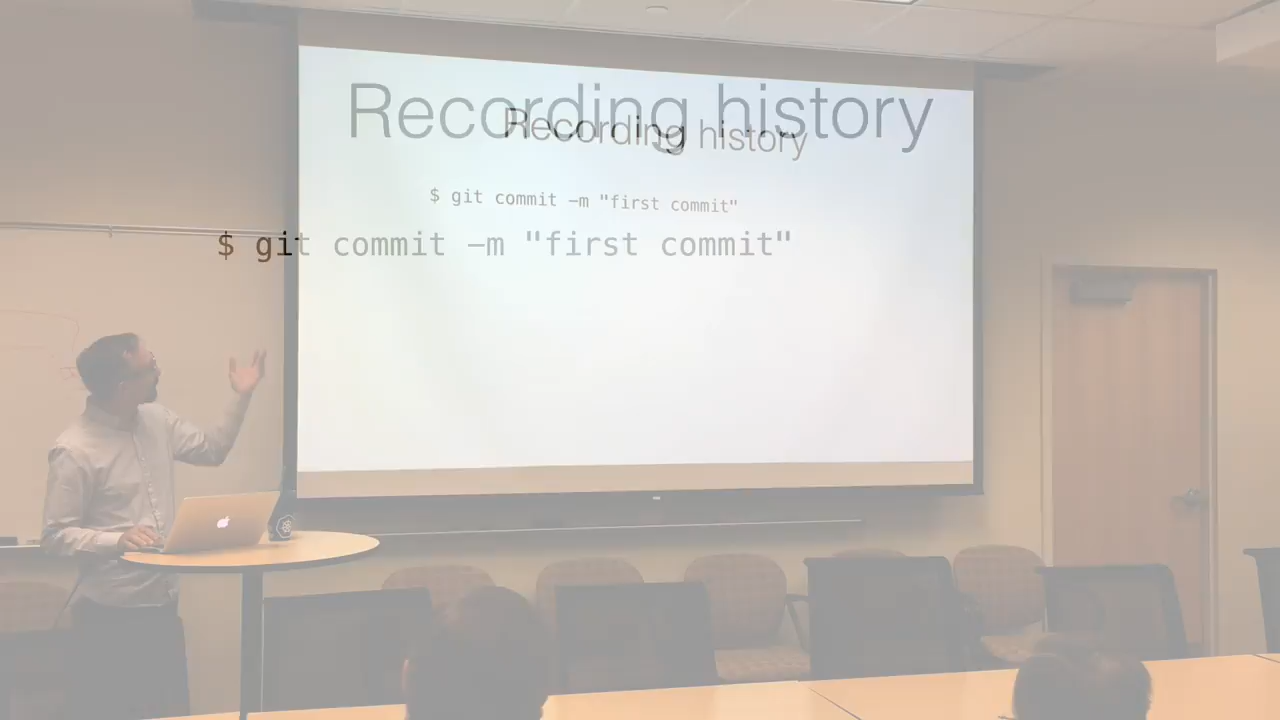 Recording history
Recording history
$ git commit –m "first commit"
$ git commit –m "first commit"